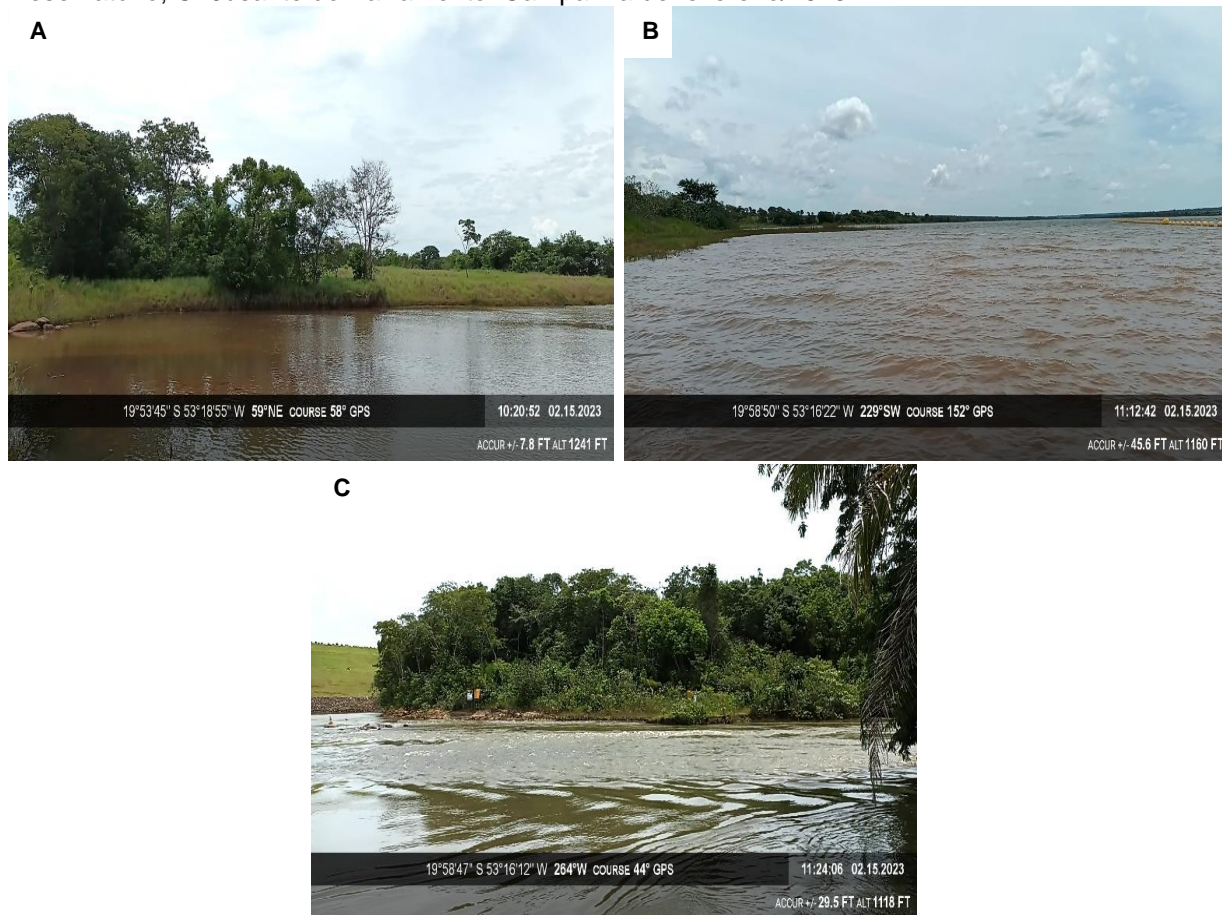 A
B
19°53'45" S 53°18'55" W 59°NE COURSE 58° GPS
10:20:52 02.15.2023
ACCUR +/- 7.8 FT ALT 1241 FT
19°58'50" S 53°16'22" W 229°SW COURSE 152° GPS
11:12:42 02.15.2023
ACCUR +/- 45.6 FT ALT 1160 FT
C
19°58'47" S 53°16'12" W 264°W COURSE 44° GPS
11:24:06 02.15.2023
ACCUR +/- 29.5 FT ALT 1118 FT